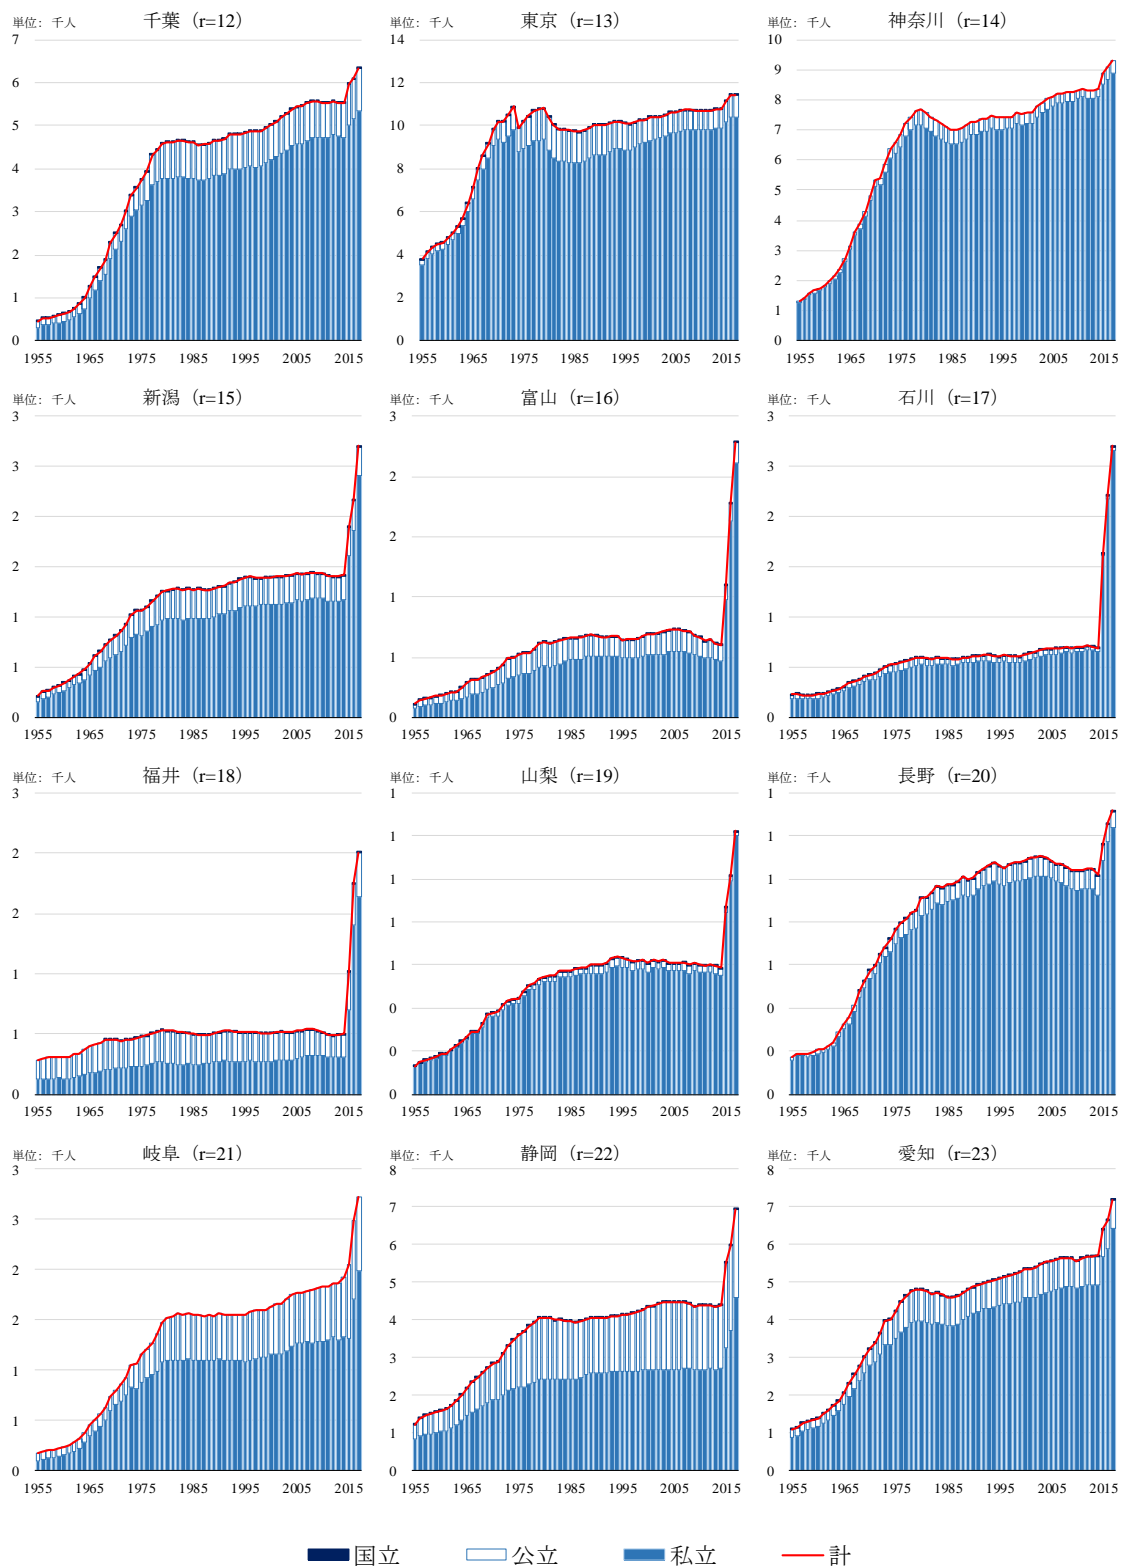 単位：千人 千葉（r=12） 単位：千人 東京（r=13） 単位：千人 神奈川（r=14）
7 14 10
9
6 12
8
5 10 7
4 8 6
5
3 6
4
2 4 3
2
1 2
1
0 0 0
1955 1965 1975 1985 1995 2005 2015 1955 1965 1975 1985 1995 2005 2015 1955 1965 1975 1985 1995 2005 2015
単位：千人 新潟（r=15） 単位：千人 富山（r=16） 単位：千人 石川（r=17）
3 3 3
3 3
2
2 2
2
2 2
1
1 1
1
1 1
0 0 0
1955 1965 1975 1985 1995 2005 2015 1955 1965 1975 1985 1995 2005 2015 1955 1965 1975 1985 1995 2005 2015
単位：千人 福井（r=18） 単位：千人 山梨（r=19） 単位：千人 長野（r=20）
3 1 1
1 1
2
1 1
2
1 1
1 1 1
0 0
1
0 0
0 0 0
1955 1965 1975 1985 1995 2005 2015 1955 1965 1975 1985 1995 2005 2015 1955 1965 1975 1985 1995 2005 2015
単位：千人 岐阜（r=21） 単位：千人 静岡（r=22） 単位：千人 愛知（r=23）
3 8 8
7 7
3
6 6
2
5 5
2 4 4
3 3
1
2 2
1
1 1
0 0 0
1955 1965 1975 1985 1995 2005 2015 1955 1965 1975 1985 1995 2005 2015 1955 1965 1975 1985 1995 2005 2015
国立 公立 私立 計